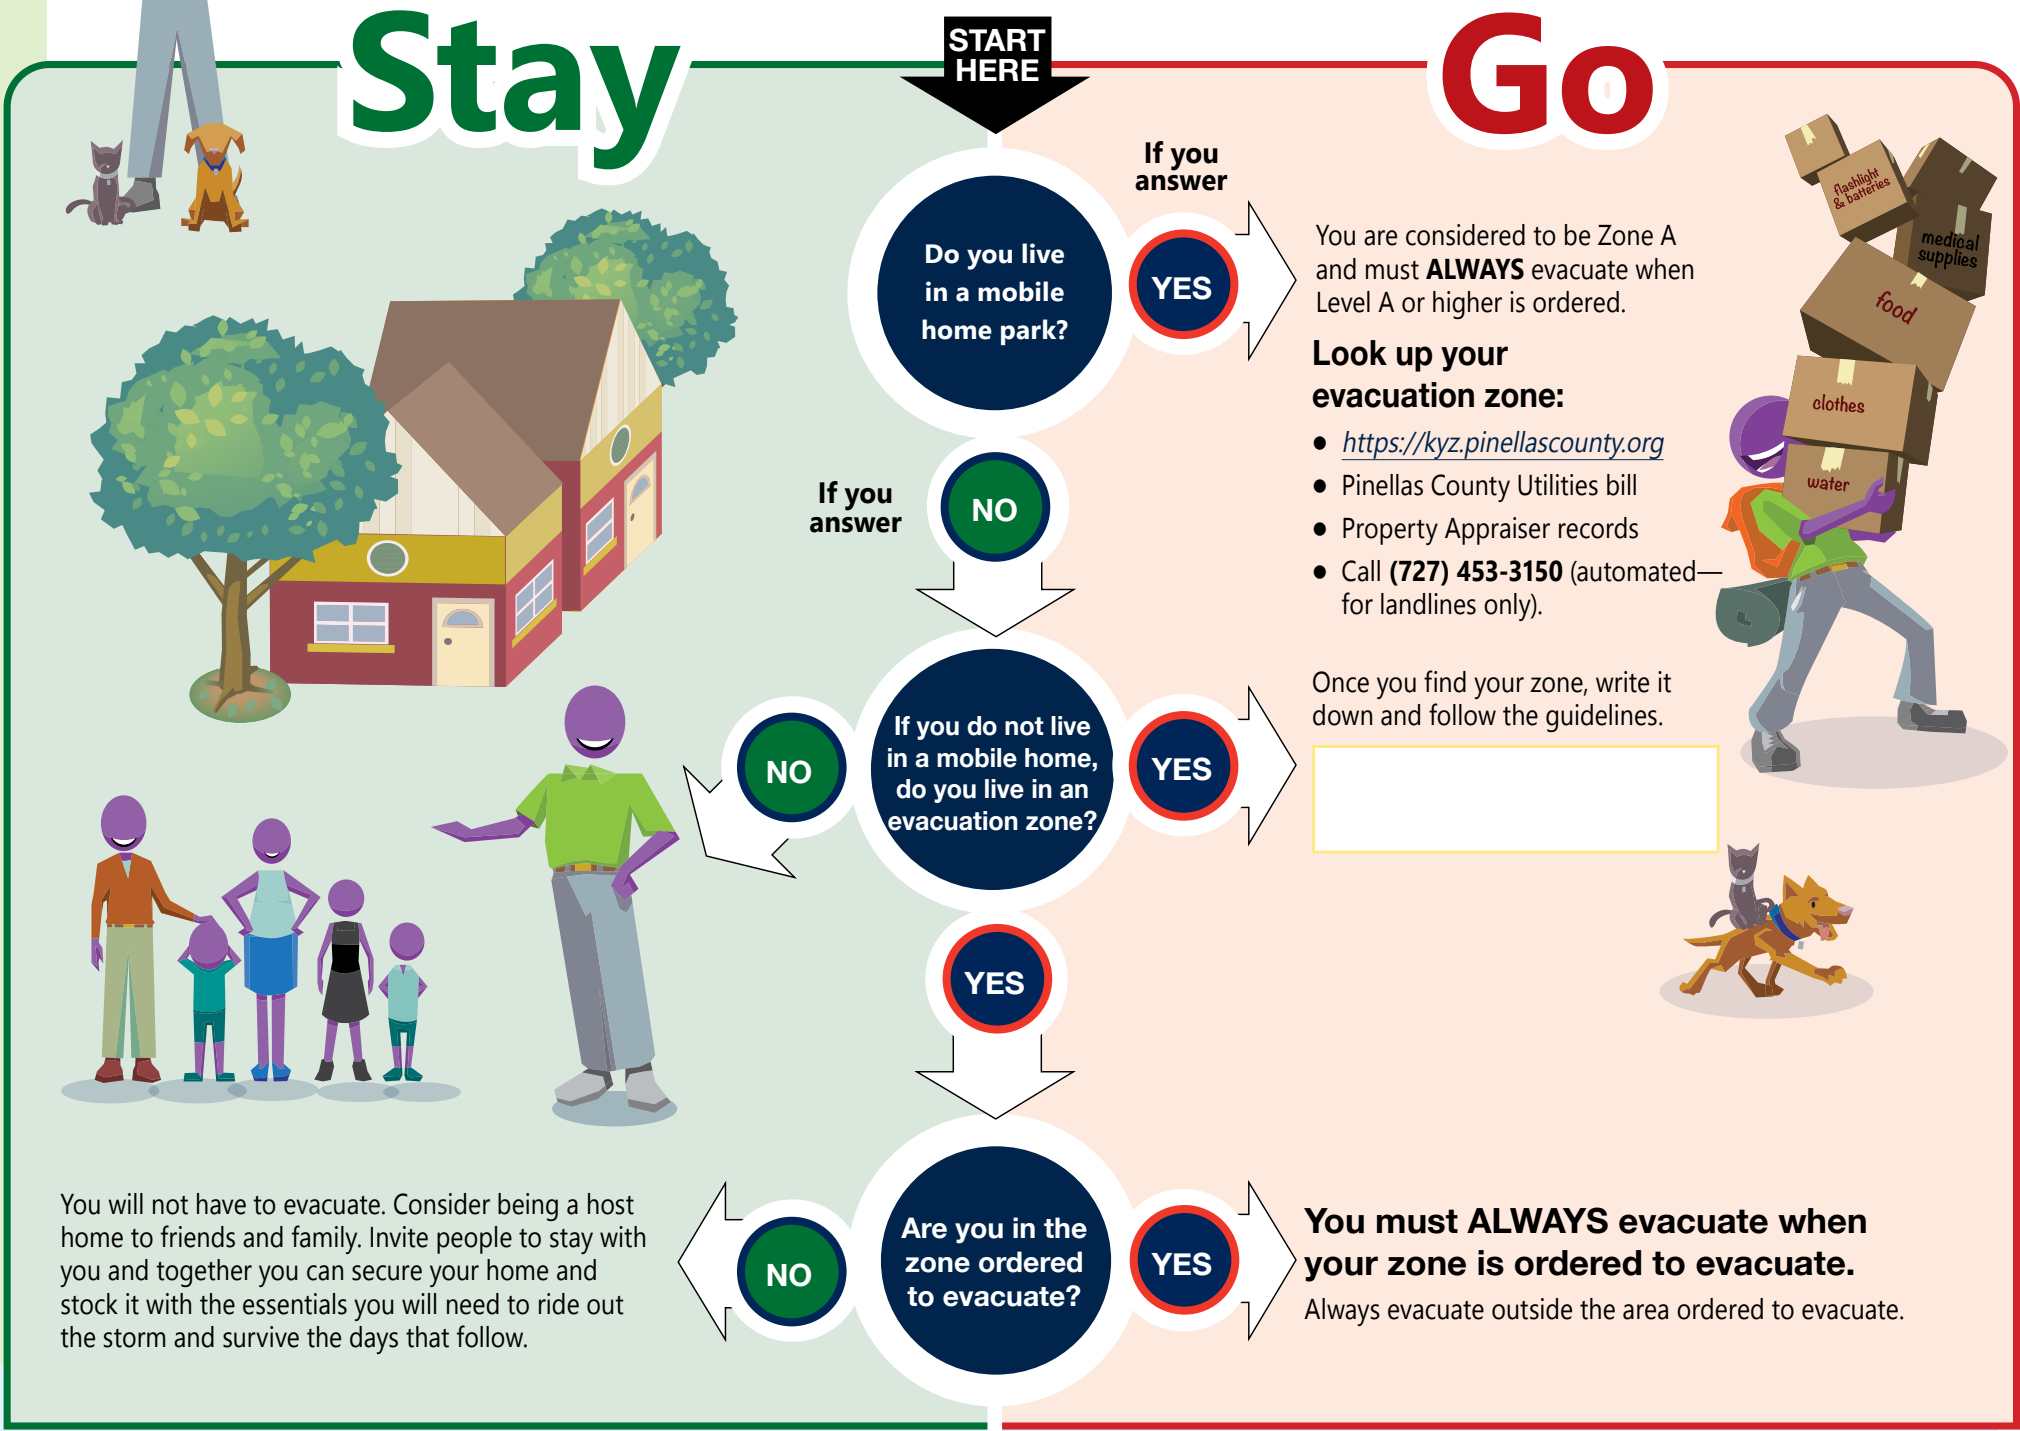 Stay
START
HERE
Go
If you
answer
Do you live
in a mobile
home park?
YES
You are considered to be Zone A
and must ALWAYS evacuate when
Level A or higher is ordered.
Look up your
evacuation zone:
• https://kyz.pinellascounty.org
• Pinellas County Utilities bill
• Property Appraiser records
• Call (727) 453-3150 (automated—
for landlines only).
flashlight
& batteries
medical
supplies
food
clothes
water
If you
answer
NO
Once you find your zone, write it
down and follow the guidelines.
If you do not live
in a mobile home,
do you live in an
evacuation zone?
NO
YES
YES
Are you in the
zone ordered
to evacuate?
NO
YES
You will not have to evacuate. Consider being a host
home to friends and family. Invite people to stay with
you and together you can secure your home and
stock it with the essentials you will need to ride out
the storm and survive the days that follow.
You must ALWAYS evacuate when
your zone is ordered to evacuate.
Always evacuate outside the area ordered to evacuate.